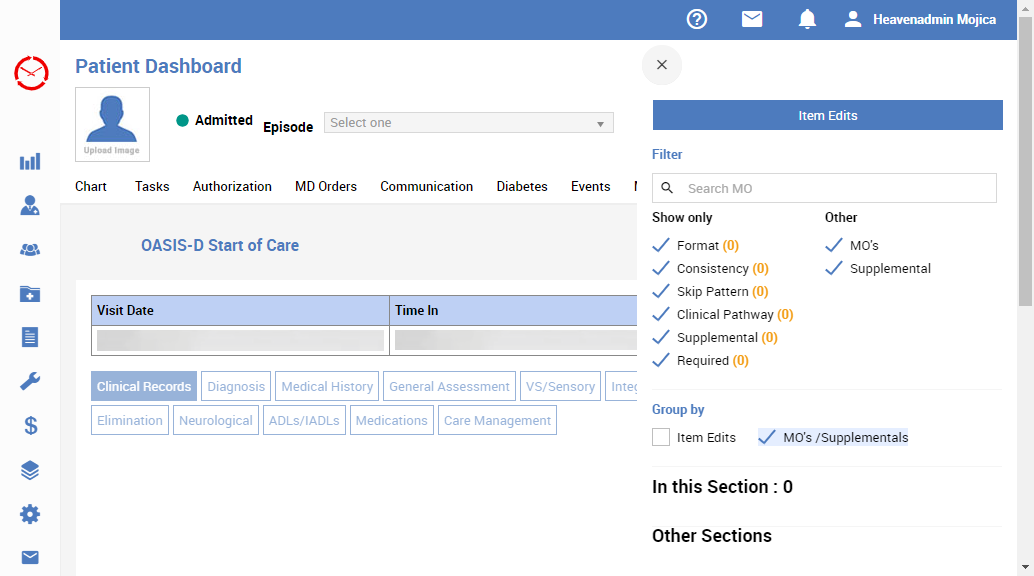 Heavenadmin Mojica
Patient Dashboard
Upload Image
Admitted
Episode
Select one
Chart Tasks Authorization MD Orders Communication Diabetes Events
OASIS-D Start of Care
Visit Date Time In
Clinical Records Diagnosis Medical History General Assessment VS/Sensory Integ
Elimination Neurological ADLs/IADLs Medications Care Management
Item Edits
Filter
Search MO
Show only Other
Format (0) MO's
Consistency (0) Supplemental
Skip Pattern (0)
Clinical Pathway (0)
Supplemental (0)
Required (0)
Group by
Item Edits MO's /Supplementals
In this Section : 0
Other Sections